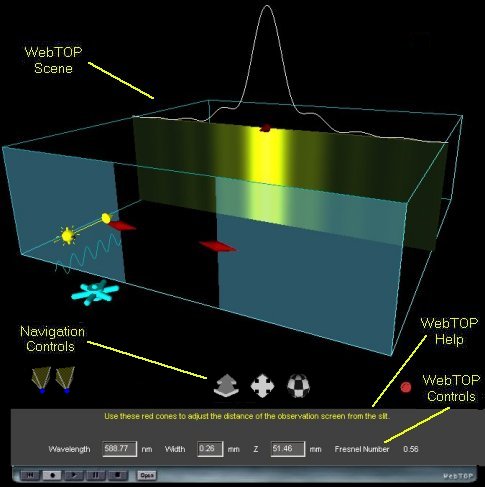 WebTOP
Scene
Navigation
Controls
WebTOP
Help
WebTOP
Controls
Use these red cones to adjust the distance of the observation screen from the slit.
Wavelength 588.77 nm Width 0.26 mm Z 51.46 mm Fresnel Number 0.56
Open WebTOP